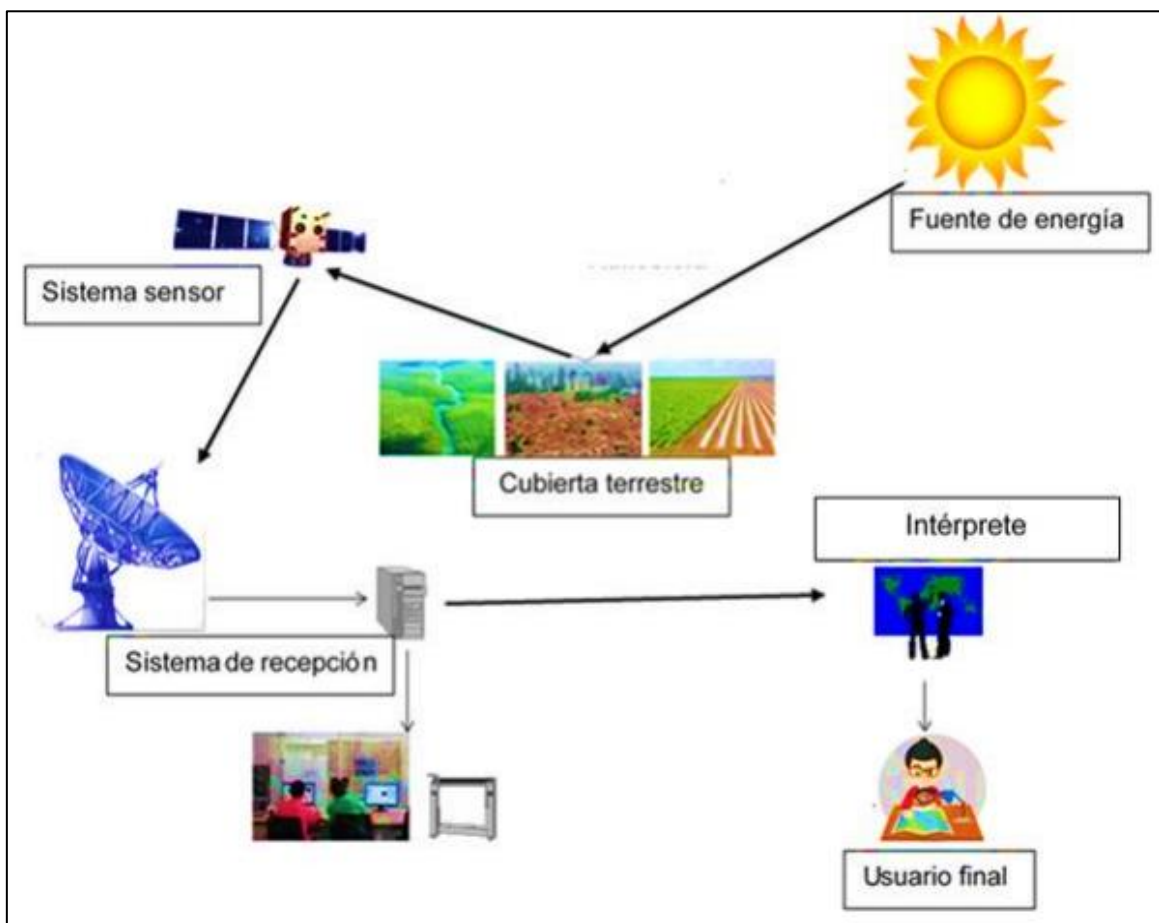 Fuente de energía
Sistema sensor
Cubierta terrestre
Intérprete
Sistema de recepción
Usuario final